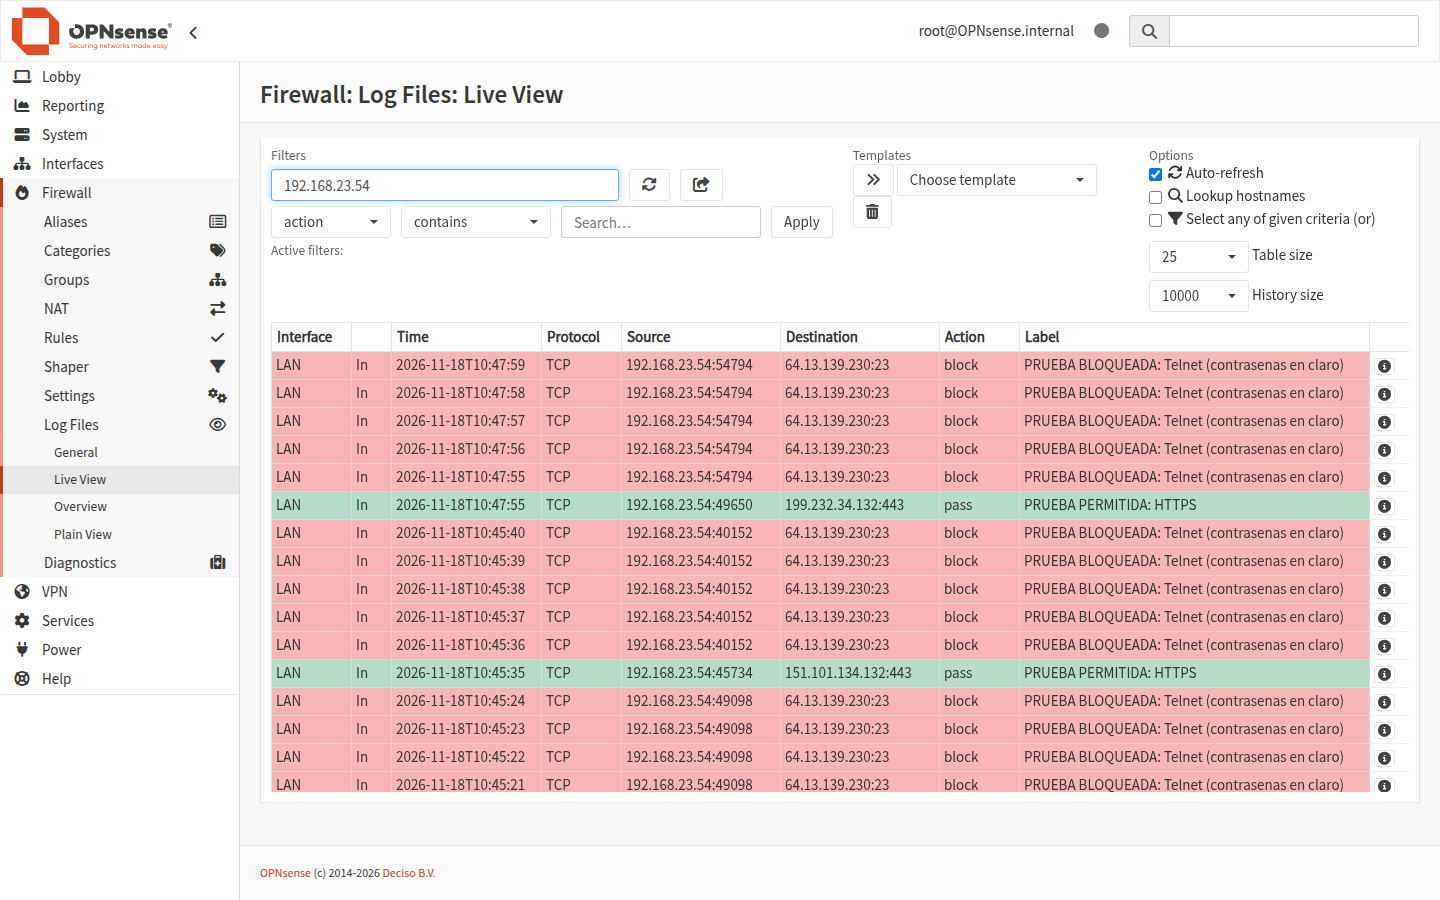 OPNsense®
Securing networks made easy
root@OPNsense.internal
Lobby
Reporting
System
Interfaces
Firewall
Aliases
Categories
Groups
NAT
Rules
Shaper
Settings
Log Files
General
Live View
Overview
Plain View
Diagnostics
VPN
Services
Power
Help
Firewall: Log Files: Live View
Filters
192.168.23.54
action contains Search... Apply
Active filters:
Templates
Choose template
Options
Auto-refresh
Lookup hostnames
Select any of given criteria (or)
25 Table size
10000 History size
Interface Time Protocol Source Destination Action Label
LAN In 2026-11-18T10:47:59 TCP 192.168.23.54:54794 64.13.139.230:23 block PRUEBA BLOQUEADA: Telnet (contrasenas en claro)
LAN In 2026-11-18T10:47:58 TCP 192.168.23.54:54794 64.13.139.230:23 block PRUEBA BLOQUEADA: Telnet (contrasenas en claro)
LAN In 2026-11-18T10:47:57 TCP 192.168.23.54:54794 64.13.139.230:23 block PRUEBA BLOQUEADA: Telnet (contrasenas en claro)
LAN In 2026-11-18T10:47:56 TCP 192.168.23.54:54794 64.13.139.230:23 block PRUEBA BLOQUEADA: Telnet (contrasenas en claro)
LAN In 2026-11-18T10:47:55 TCP 192.168.23.54:54794 64.13.139.230:23 block PRUEBA BLOQUEADA: Telnet (contrasenas en claro)
LAN In 2026-11-18T10:47:55 TCP 192.168.23.54:49650 199.232.34.132:443 pass PRUEBA PERMITIDA: HTTPS
LAN In 2026-11-18T10:45:40 TCP 192.168.23.54:40152 64.13.139.230:23 block PRUEBA BLOQUEADA: Telnet (contrasenas en claro)
LAN In 2026-11-18T10:45:39 TCP 192.168.23.54:40152 64.13.139.230:23 block PRUEBA BLOQUEADA: Telnet (contrasenas en claro)
LAN In 2026-11-18T10:45:38 TCP 192.168.23.54:40152 64.13.139.230:23 block PRUEBA BLOQUEADA: Telnet (contrasenas en claro)
LAN In 2026-11-18T10:45:37 TCP 192.168.23.54:40152 64.13.139.230:23 block PRUEBA BLOQUEADA: Telnet (contrasenas en claro)
LAN In 2026-11-18T10:45:36 TCP 192.168.23.54:40152 64.13.139.230:23 block PRUEBA BLOQUEADA: Telnet (contrasenas en claro)
LAN In 2026-11-18T10:45:35 TCP 192.168.23.54:45734 151.101.134.132:443 pass PRUEBA PERMITIDA: HTTPS
LAN In 2026-11-18T10:45:24 TCP 192.168.23.54:49098 64.13.139.230:23 block PRUEBA BLOQUEADA: Telnet (contrasenas en claro)
LAN In 2026-11-18T10:45:23 TCP 192.168.23.54:49098 64.13.139.230:23 block PRUEBA BLOQUEADA: Telnet (contrasenas en claro)
LAN In 2026-11-18T10:45:22 TCP 192.168.23.54:49098 64.13.139.230:23 block PRUEBA BLOQUEADA: Telnet (contrasenas en claro)
LAN In 2026-11-18T10:45:21 TCP 192.168.23.54:49098 64.13.139.230:23 block PRUEBA BLOQUEADA: Telnet (contrasenas en claro)
OPNsense (c) 2014-2026 Deciso B.V.